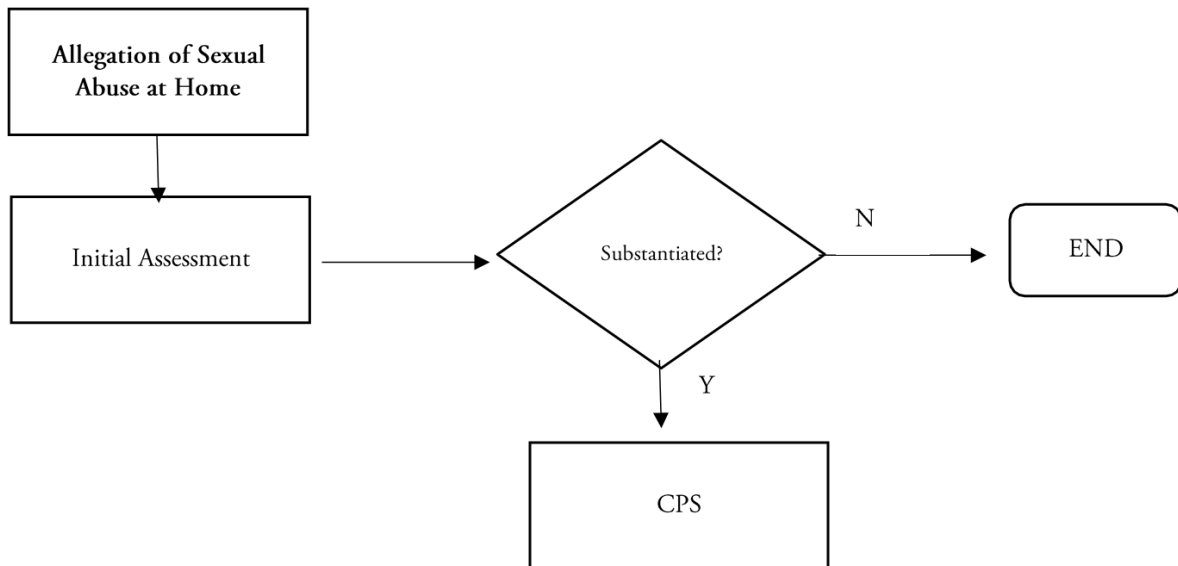 Allegation of Sexual
Abuse at Home
Initial Assessment
Substantiated?
N
END
Y
CPS